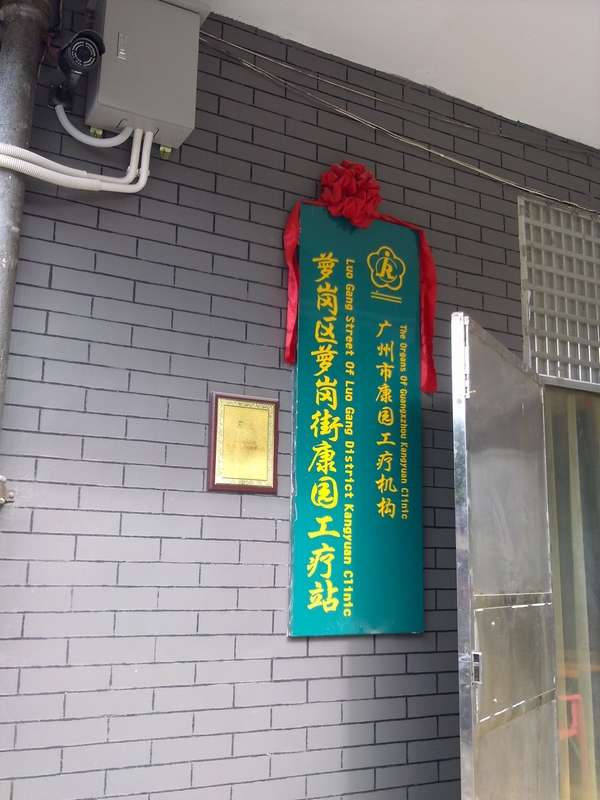 广州市康园工疗机构
The Organs Of Guangxzhou Kangyuan Clinic
萝岗区萝岗街康园工疗站
Luo Gang Street Of Luo Gang District Kangyuan Clinic